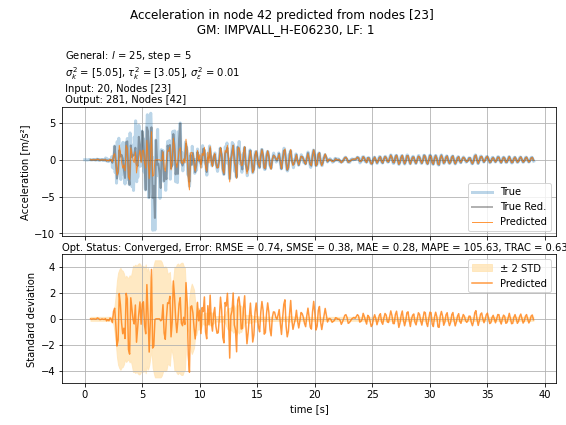 Acceleration in node 42 predicted from nodes [23]
GM: IMPVALL_H-E06230, LF: 1
General: l = 25, step = 5
σ²ₖ = [5.05], τ²ₖ = [3.05], σ²ε = 0.01
Input: 20, Nodes [23]
Output: 281, Nodes [42]
Acceleration [m/s²]
5
0
−5
−10
True
True Red.
Predicted
Opt. Status: Converged, Error: RMSE = 0.74, SMSE = 0.38, MAE = 0.28, MAPE = 105.63, TRAC = 0.63
Standard deviation
4
2
0
−2
−4
± 2 STD
Predicted
0 5 10 15 20 25 30 35 40
time [s]